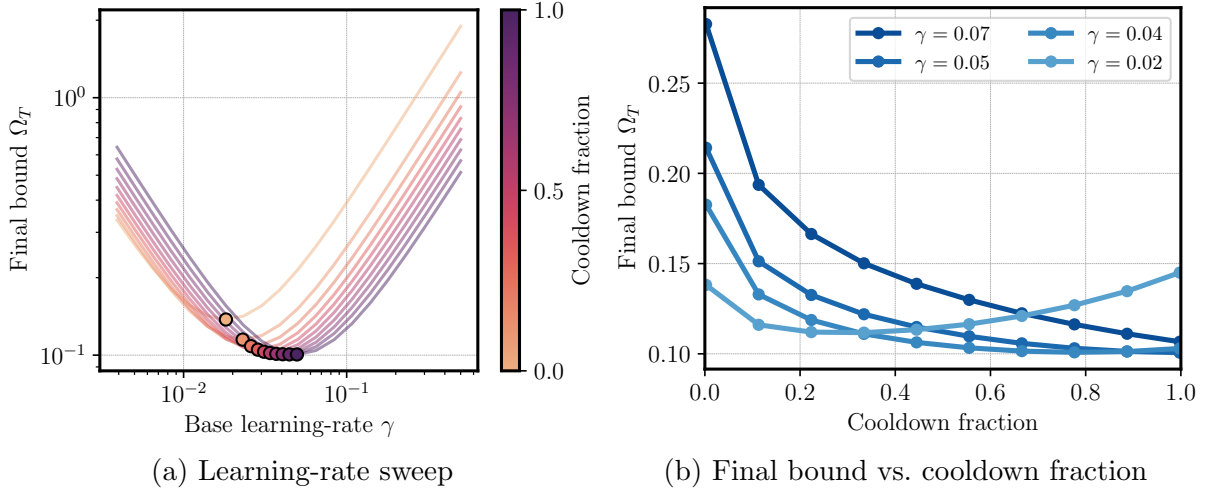 Final bound Ω_T
10^0
10^−1
10^−2
10^−1
Base learning-rate γ
1.0
0.5
0.0
Cooldown fraction
(a) Learning-rate sweep
Final bound Ω_T
0.25
0.20
0.15
0.10
γ = 0.07
γ = 0.05
γ = 0.04
γ = 0.02
0.0 0.2 0.4 0.6 0.8 1.0
Cooldown fraction
(b) Final bound vs. cooldown fraction